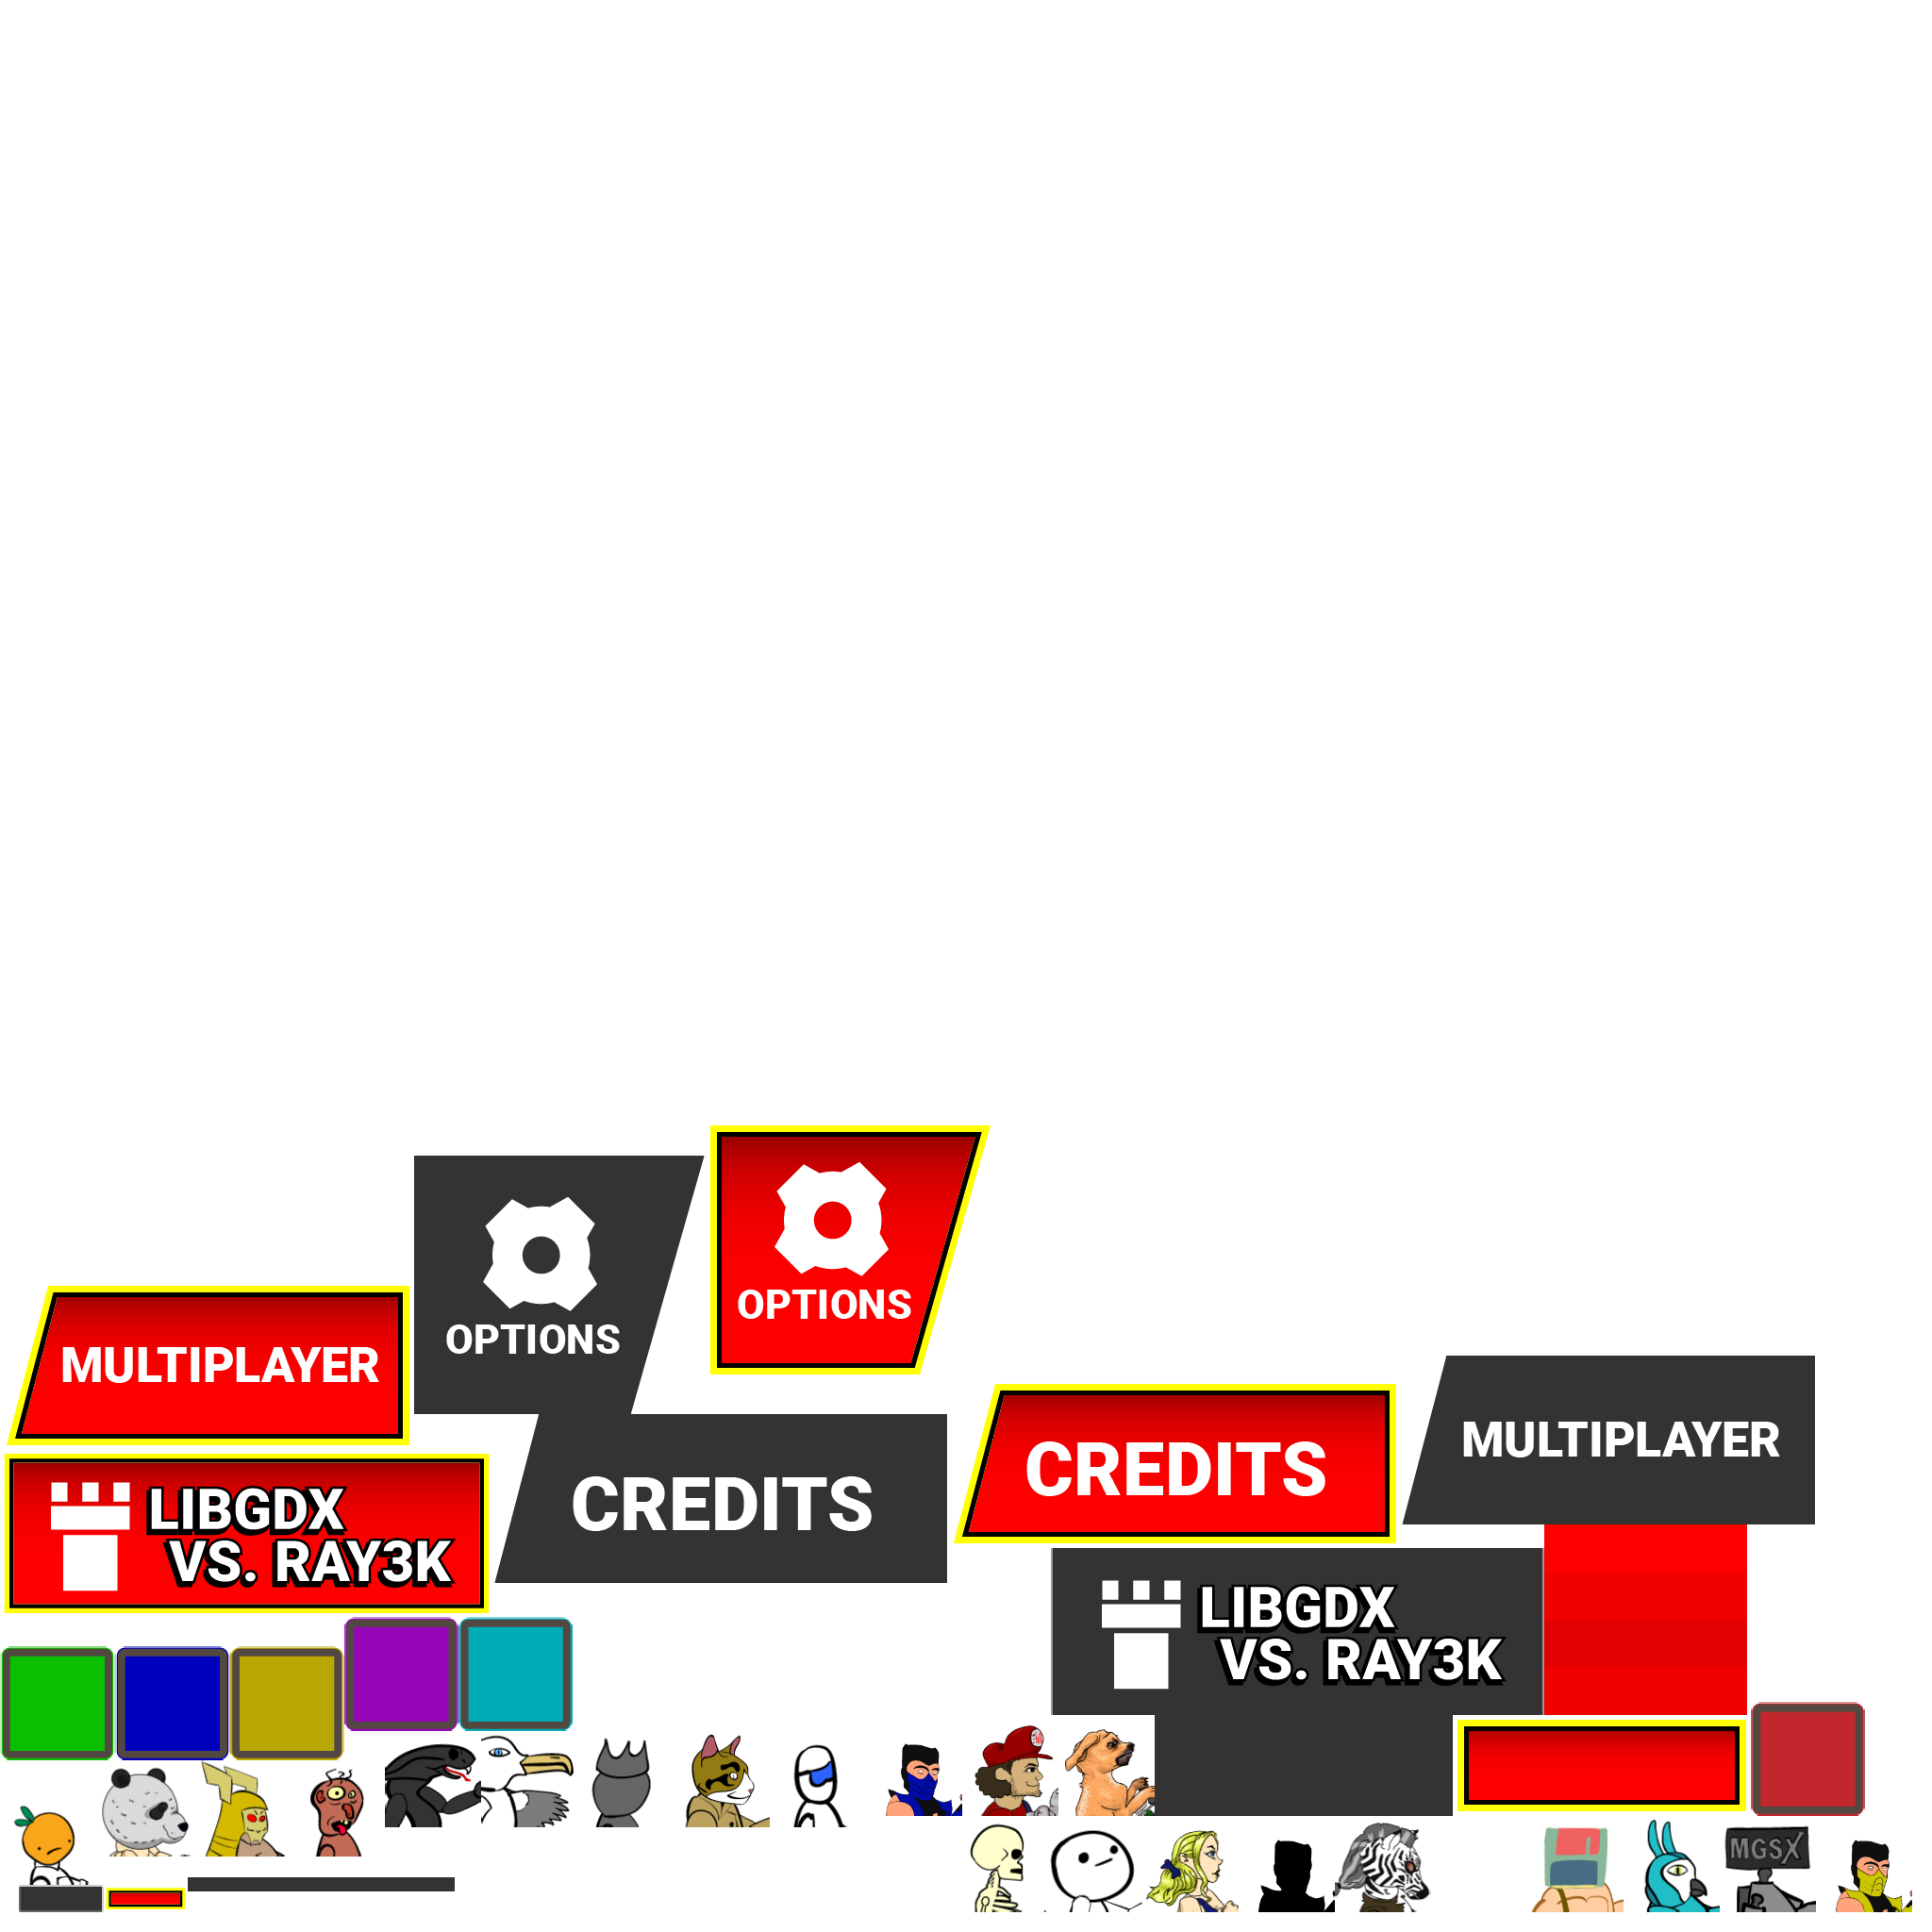 OPTIONS
OPTIONS
MULTIPLAYER
MULTIPLAYER
CREDITS
CREDITS
LIBGDX
VS. RAY3K
LIBGDX
VS. RAY3K
MGSX